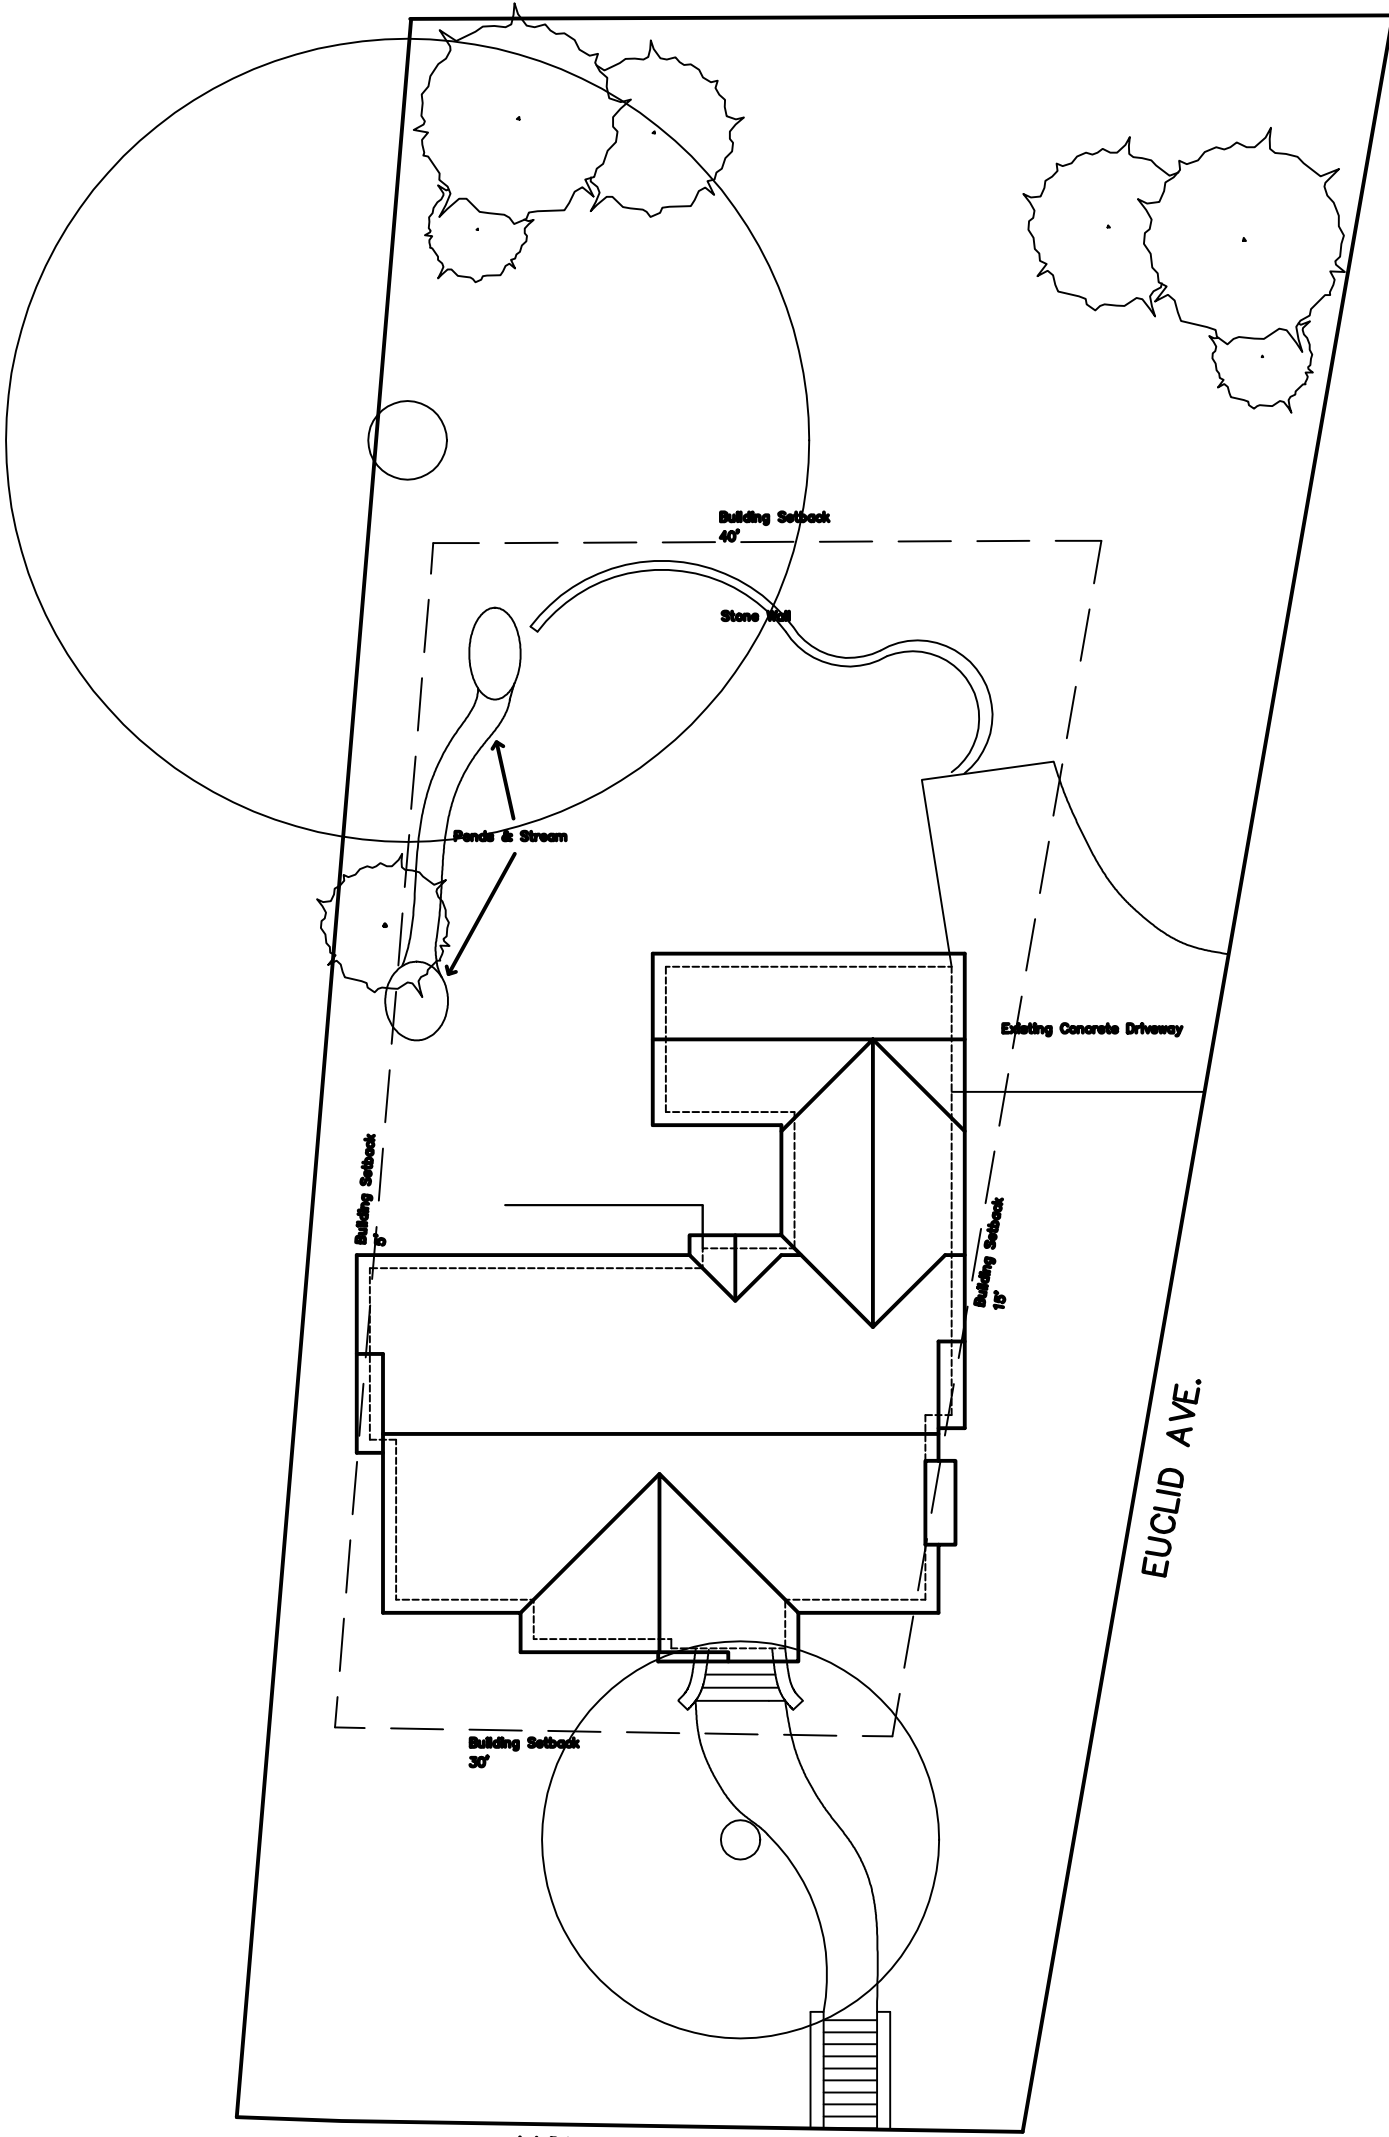 Building Setback
40'
Stone Wall
Ponds & Stream
Existing Concrete Driveway
Building Setback
5'
Building Setback
15'
EUCLID AVE.
Building Setback
30'